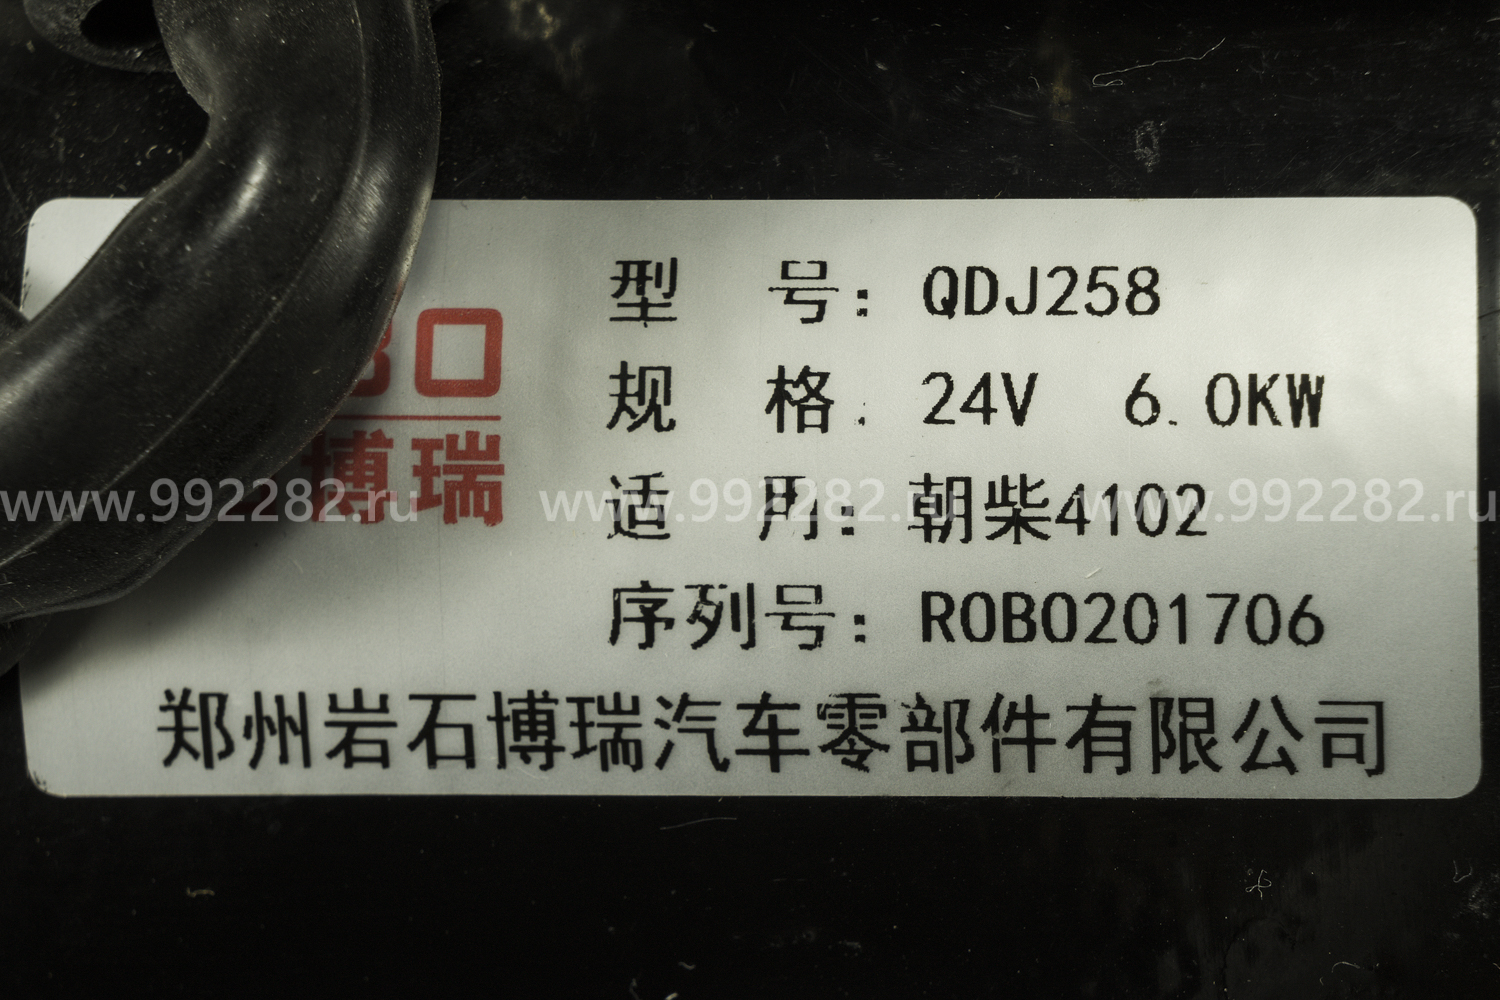 型 号: QDJ258
规 格: 24V 6.0KW
适 用: 朝柴4102
序列号: ROBO201706
郑州岩石博瑞汽车零部件有限公司
BO
博瑞
www.992282.ru www.992282.ru www.992282.ru